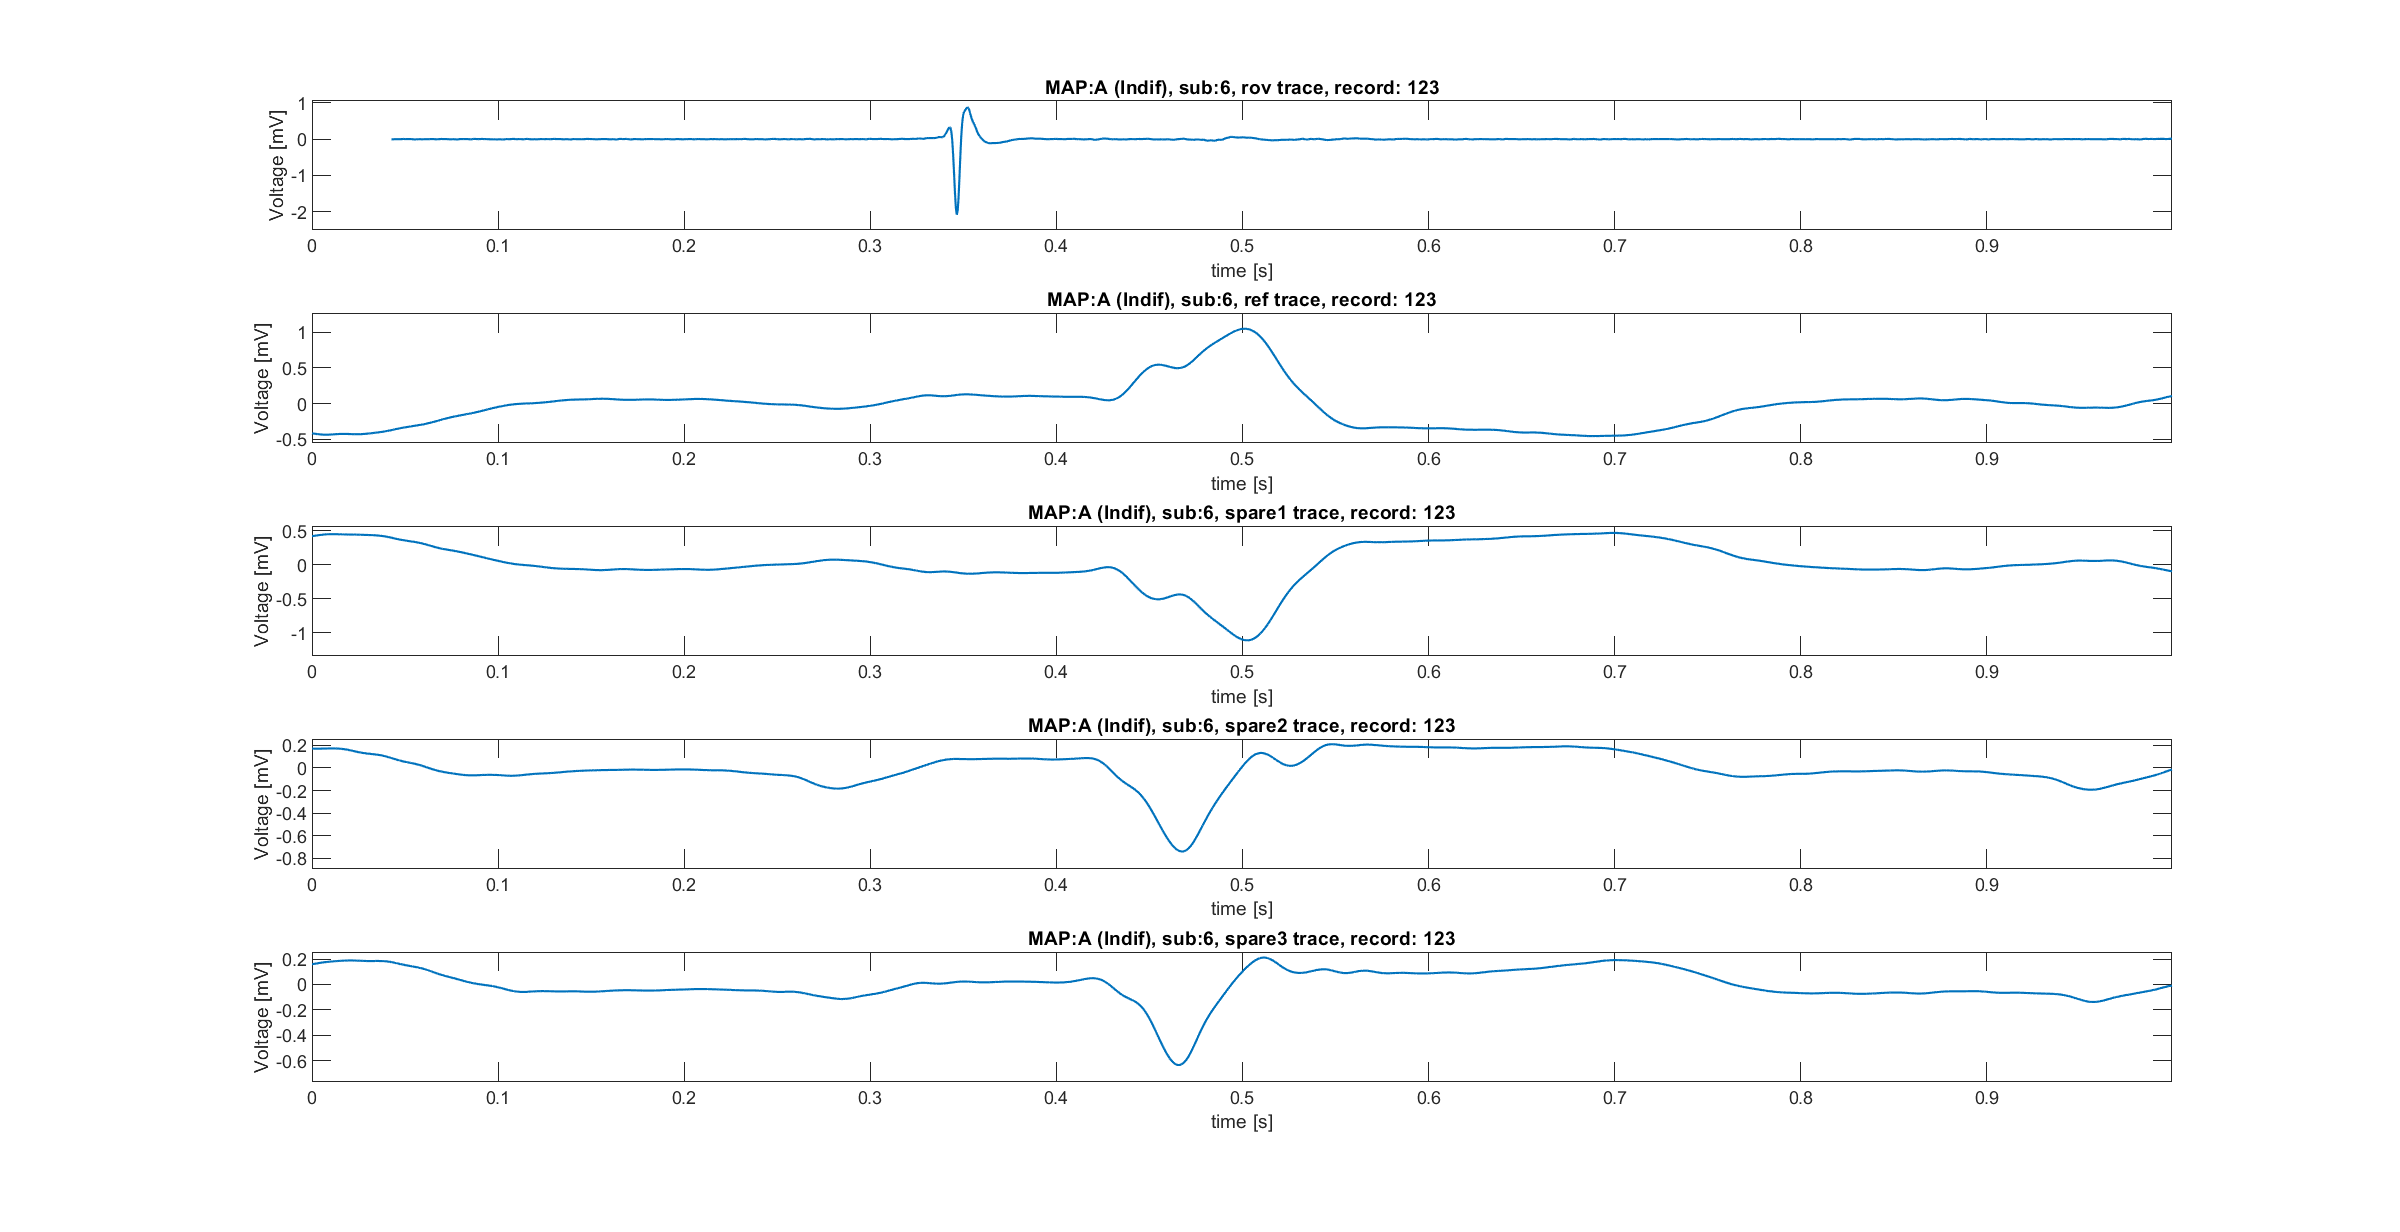 MAP:A (Indif), sub:6, rov trace, record: 123
Voltage [mV]
1
0
-1
-2
0 0.1 0.2 0.3 0.4 0.5 0.6 0.7 0.8 0.9
time [s]
MAP:A (Indif), sub:6, ref trace, record: 123
Voltage [mV]
1
0.5
0
-0.5
0 0.1 0.2 0.3 0.4 0.5 0.6 0.7 0.8 0.9
time [s]
MAP:A (Indif), sub:6, spare1 trace, record: 123
Voltage [mV]
0.5
0
-0.5
-1
0 0.1 0.2 0.3 0.4 0.5 0.6 0.7 0.8 0.9
time [s]
MAP:A (Indif), sub:6, spare2 trace, record: 123
Voltage [mV]
0.2
0
-0.2
-0.4
-0.6
-0.8
0 0.1 0.2 0.3 0.4 0.5 0.6 0.7 0.8 0.9
time [s]
MAP:A (Indif), sub:6, spare3 trace, record: 123
Voltage [mV]
0.2
0
-0.2
-0.4
-0.6
0 0.1 0.2 0.3 0.4 0.5 0.6 0.7 0.8 0.9
time [s]